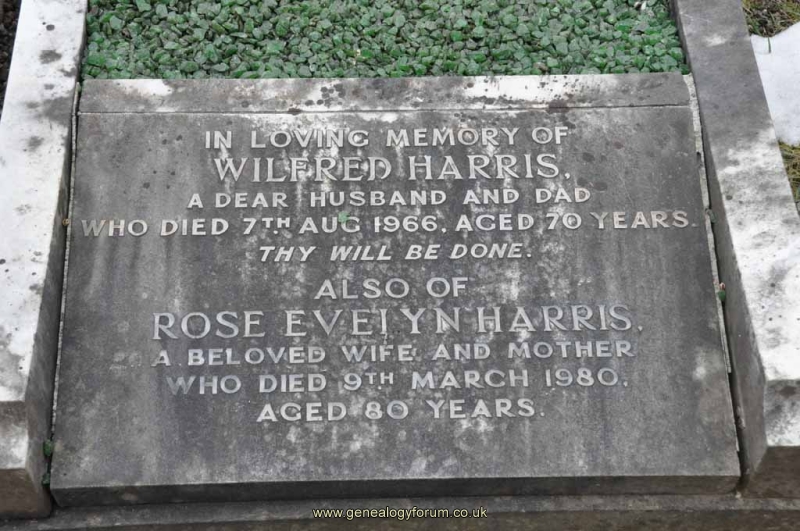 IN LOVING MEMORY OF
WILFRED HARRIS,
A DEAR HUSBAND AND DAD
WHO DIED 7TH AUG 1966, AGED 70 YEARS.
THY WILL BE DONE.
ALSO OF
ROSE EVELYN HARRIS,
A BELOVED WIFE AND MOTHER
WHO DIED 9TH MARCH 1980,
AGED 80 YEARS.
www.genealogyforum.co.uk